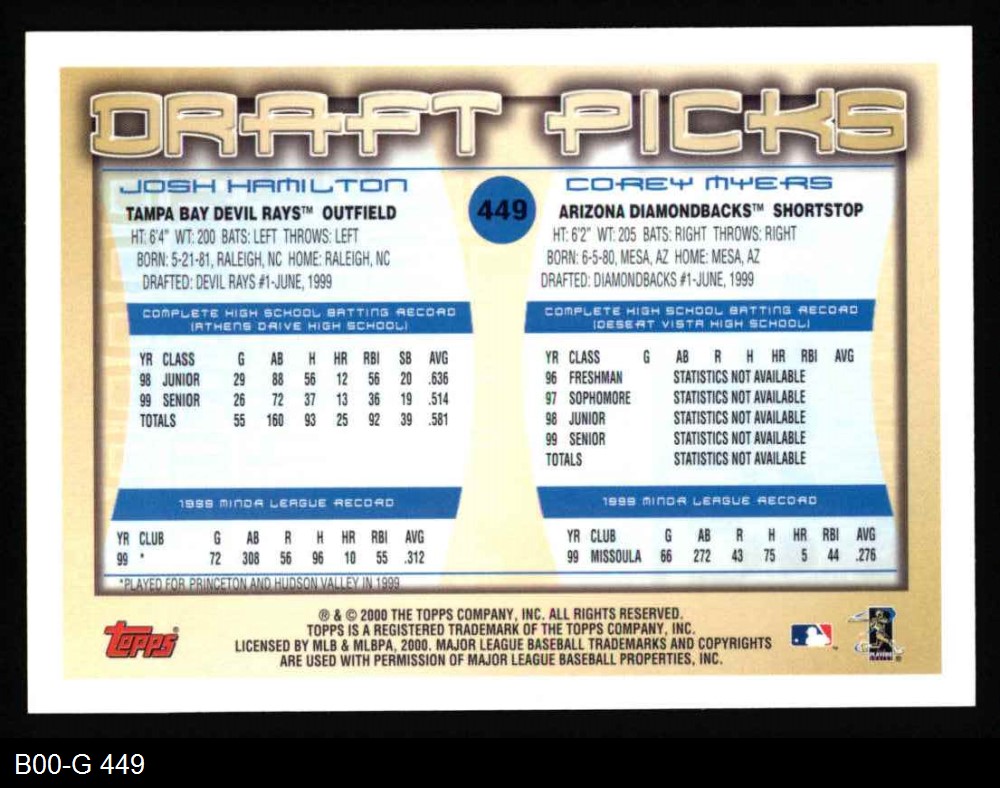 DRAFT PICKS
JOSH HAMILTON
TAMPA BAY DEVIL RAYS™ OUTFIELD
HT: 6'4" WT: 200 BATS: LEFT THROWS: LEFT
BORN: 5-21-81, RALEIGH, NC HOME: RALEIGH, NC
DRAFTED: DEVIL RAYS #1-JUNE, 1999
COMPLETE HIGH SCHOOL BATTING RECORD
(ATHENS DRIVE HIGH SCHOOL)
YR CLASS G AB H HR RBI SB AVG
98 JUNIOR 29 88 56 12 56 20 .636
99 SENIOR 26 72 37 13 36 19 .514
TOTALS 55 160 93 25 92 39 .581
1999 MINOR LEAGUE RECORD
YR CLUB G AB R H HR RBI AVG
99 * 72 308 56 96 10 55 .312
*PLAYED FOR PRINCETON AND HUDSON VALLEY IN 1999
449
COREY MYERS
ARIZONA DIAMONDBACKS™ SHORTSTOP
HT: 6'2" WT: 205 BATS: RIGHT THROWS: RIGHT
BORN: 6-5-80, MESA, AZ HOME: MESA, AZ
DRAFTED: DIAMONDBACKS #1-JUNE, 1999
COMPLETE HIGH SCHOOL BATTING RECORD
(DESERT VISTA HIGH SCHOOL)
YR CLASS G AB R H HR RBI AVG
96 FRESHMAN STATISTICS NOT AVAILABLE
97 SOPHOMORE STATISTICS NOT AVAILABLE
98 JUNIOR STATISTICS NOT AVAILABLE
99 SENIOR STATISTICS NOT AVAILABLE
TOTALS STATISTICS NOT AVAILABLE
1999 MINOR LEAGUE RECORD
YR CLUB G AB R H HR RBI AVG
99 MISSOULA 66 272 43 75 5 44 .276
Topps®
® & © 2000 THE TOPPS COMPANY, INC. ALL RIGHTS RESERVED.
TOPPS IS A REGISTERED TRADEMARK OF THE TOPPS COMPANY, INC.
LICENSED BY MLB & MLBPA, 2000. MAJOR LEAGUE BASEBALL TRADEMARKS AND COPYRIGHTS
ARE USED WITH PERMISSION OF MAJOR LEAGUE BASEBALL PROPERTIES, INC.
B00-G 449